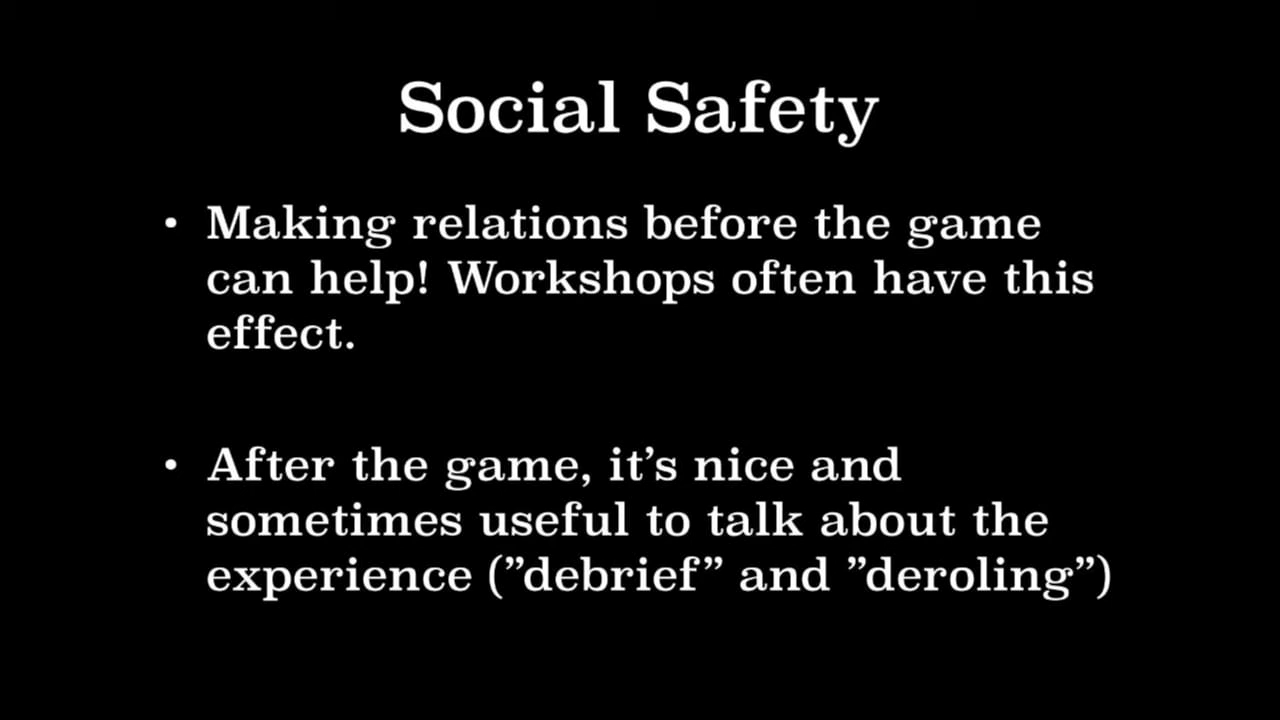 Social Safety
• Making relations before the game
can help! Workshops often have this
effect.
• After the game, it’s nice and
sometimes useful to talk about the
experience (”debrief” and ”deroling”)